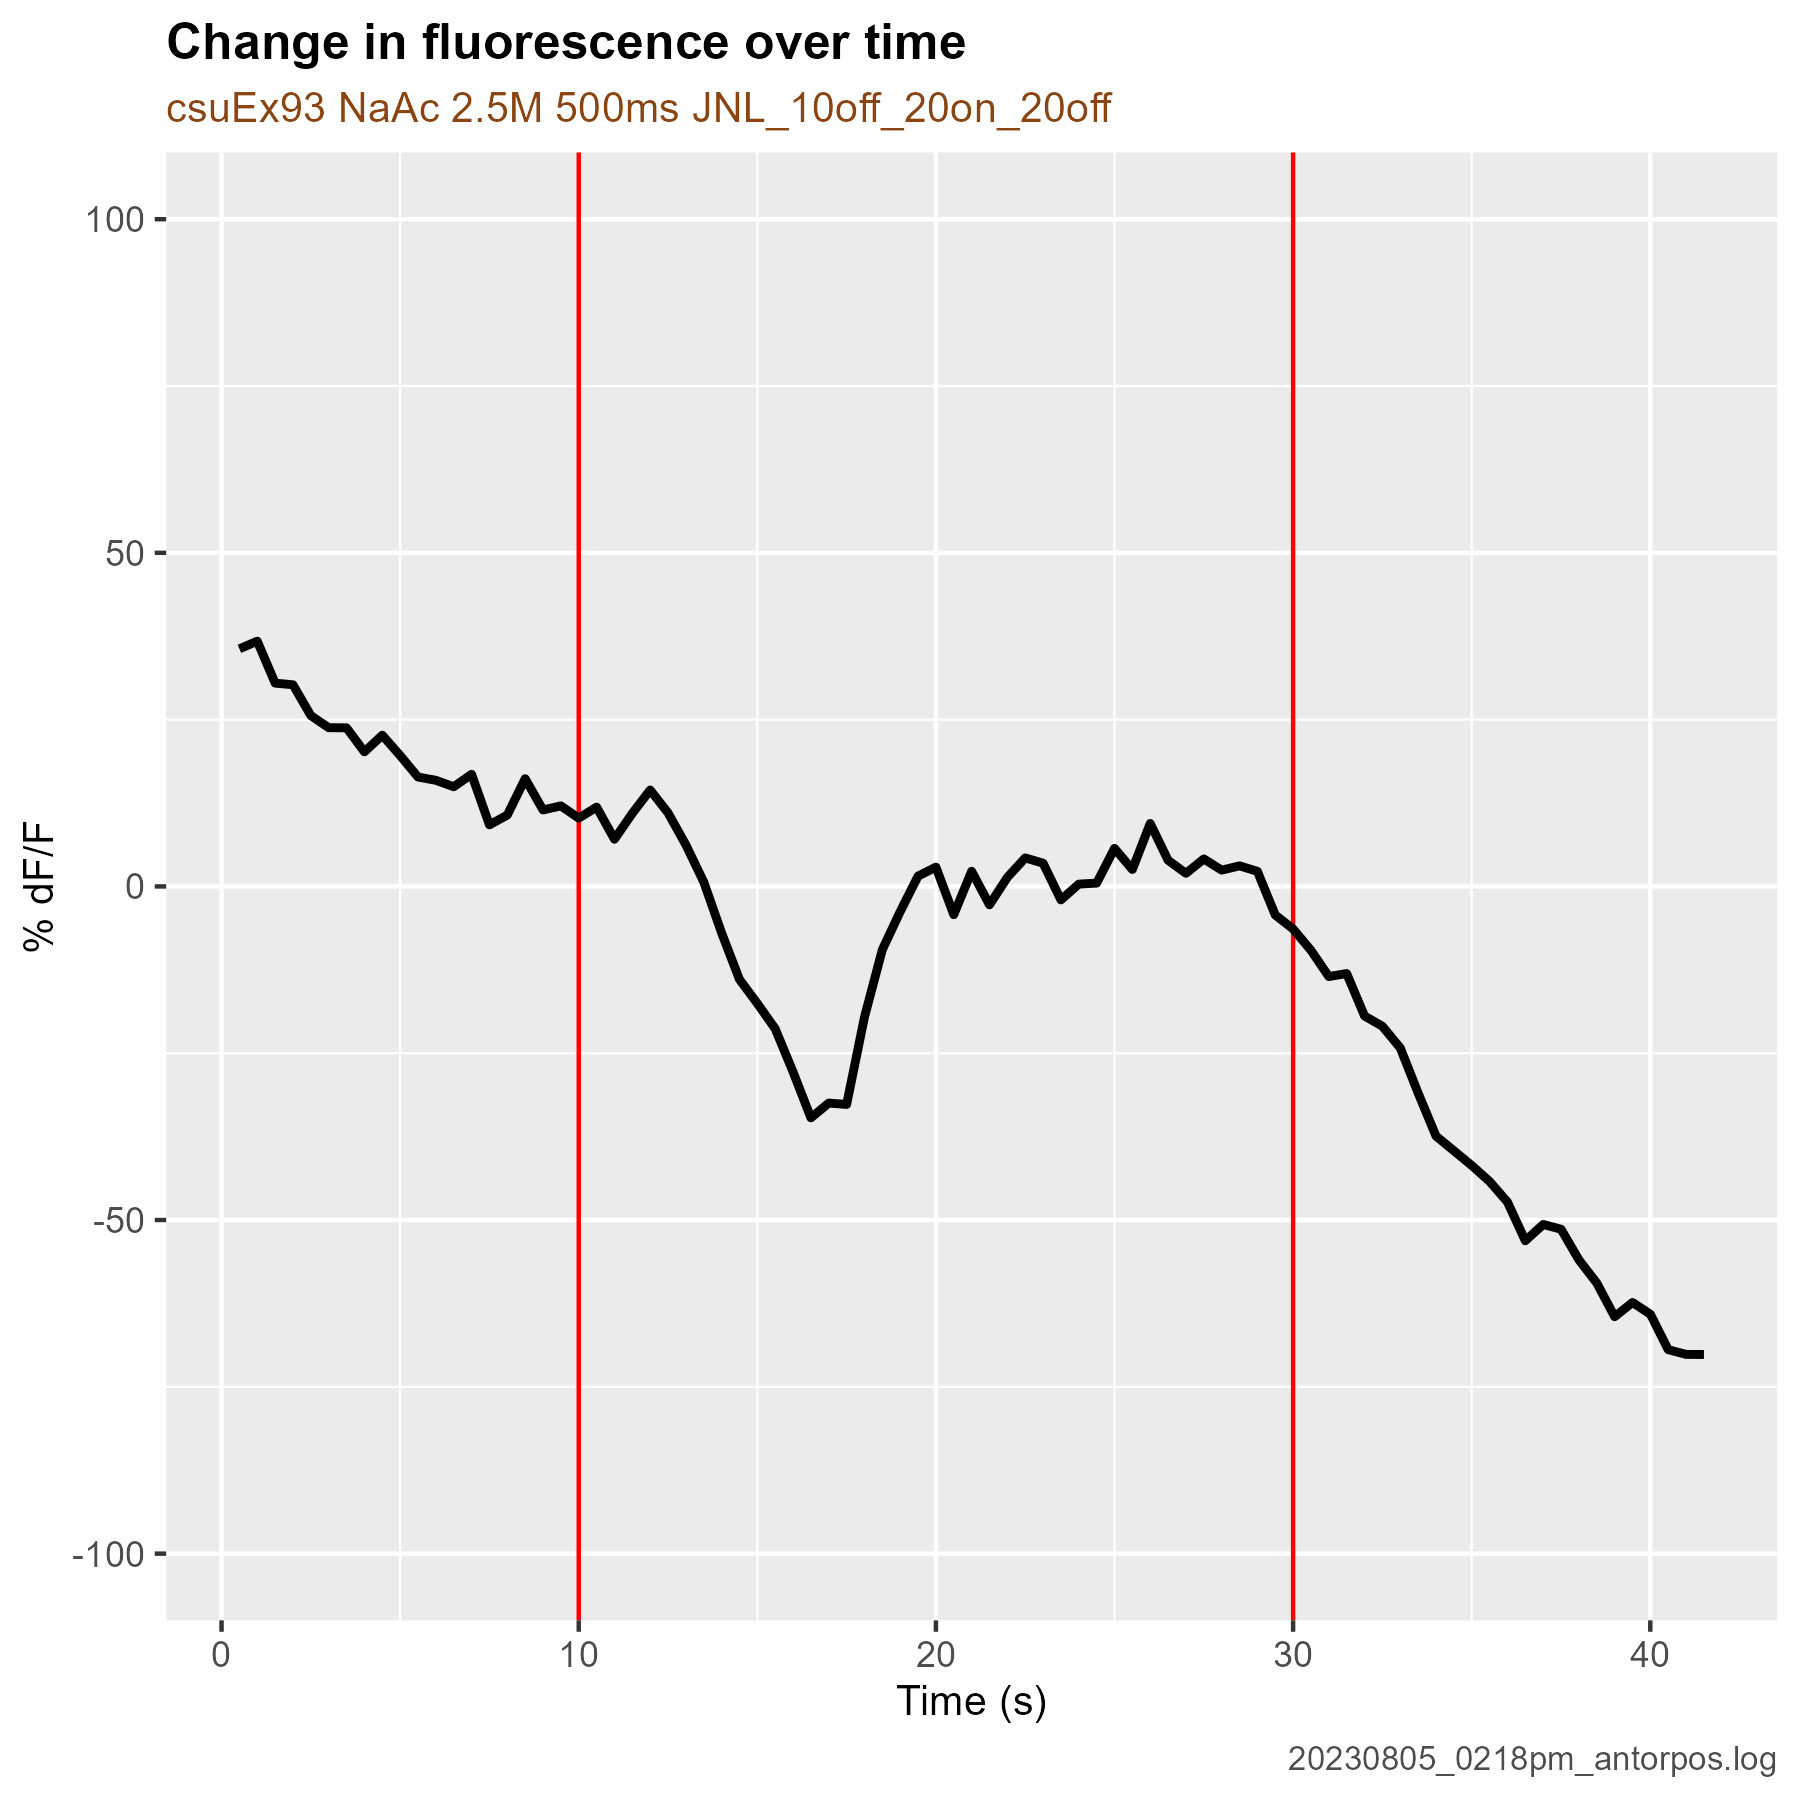 Change in fluorescence over time
csuEx93 NaAc 2.5M 500ms JNL_10off_20on_20off
100
50
0
-50
-100
% dF/F
0 10 20 30 40
Time (s)
20230805_0218pm_antorpos.log